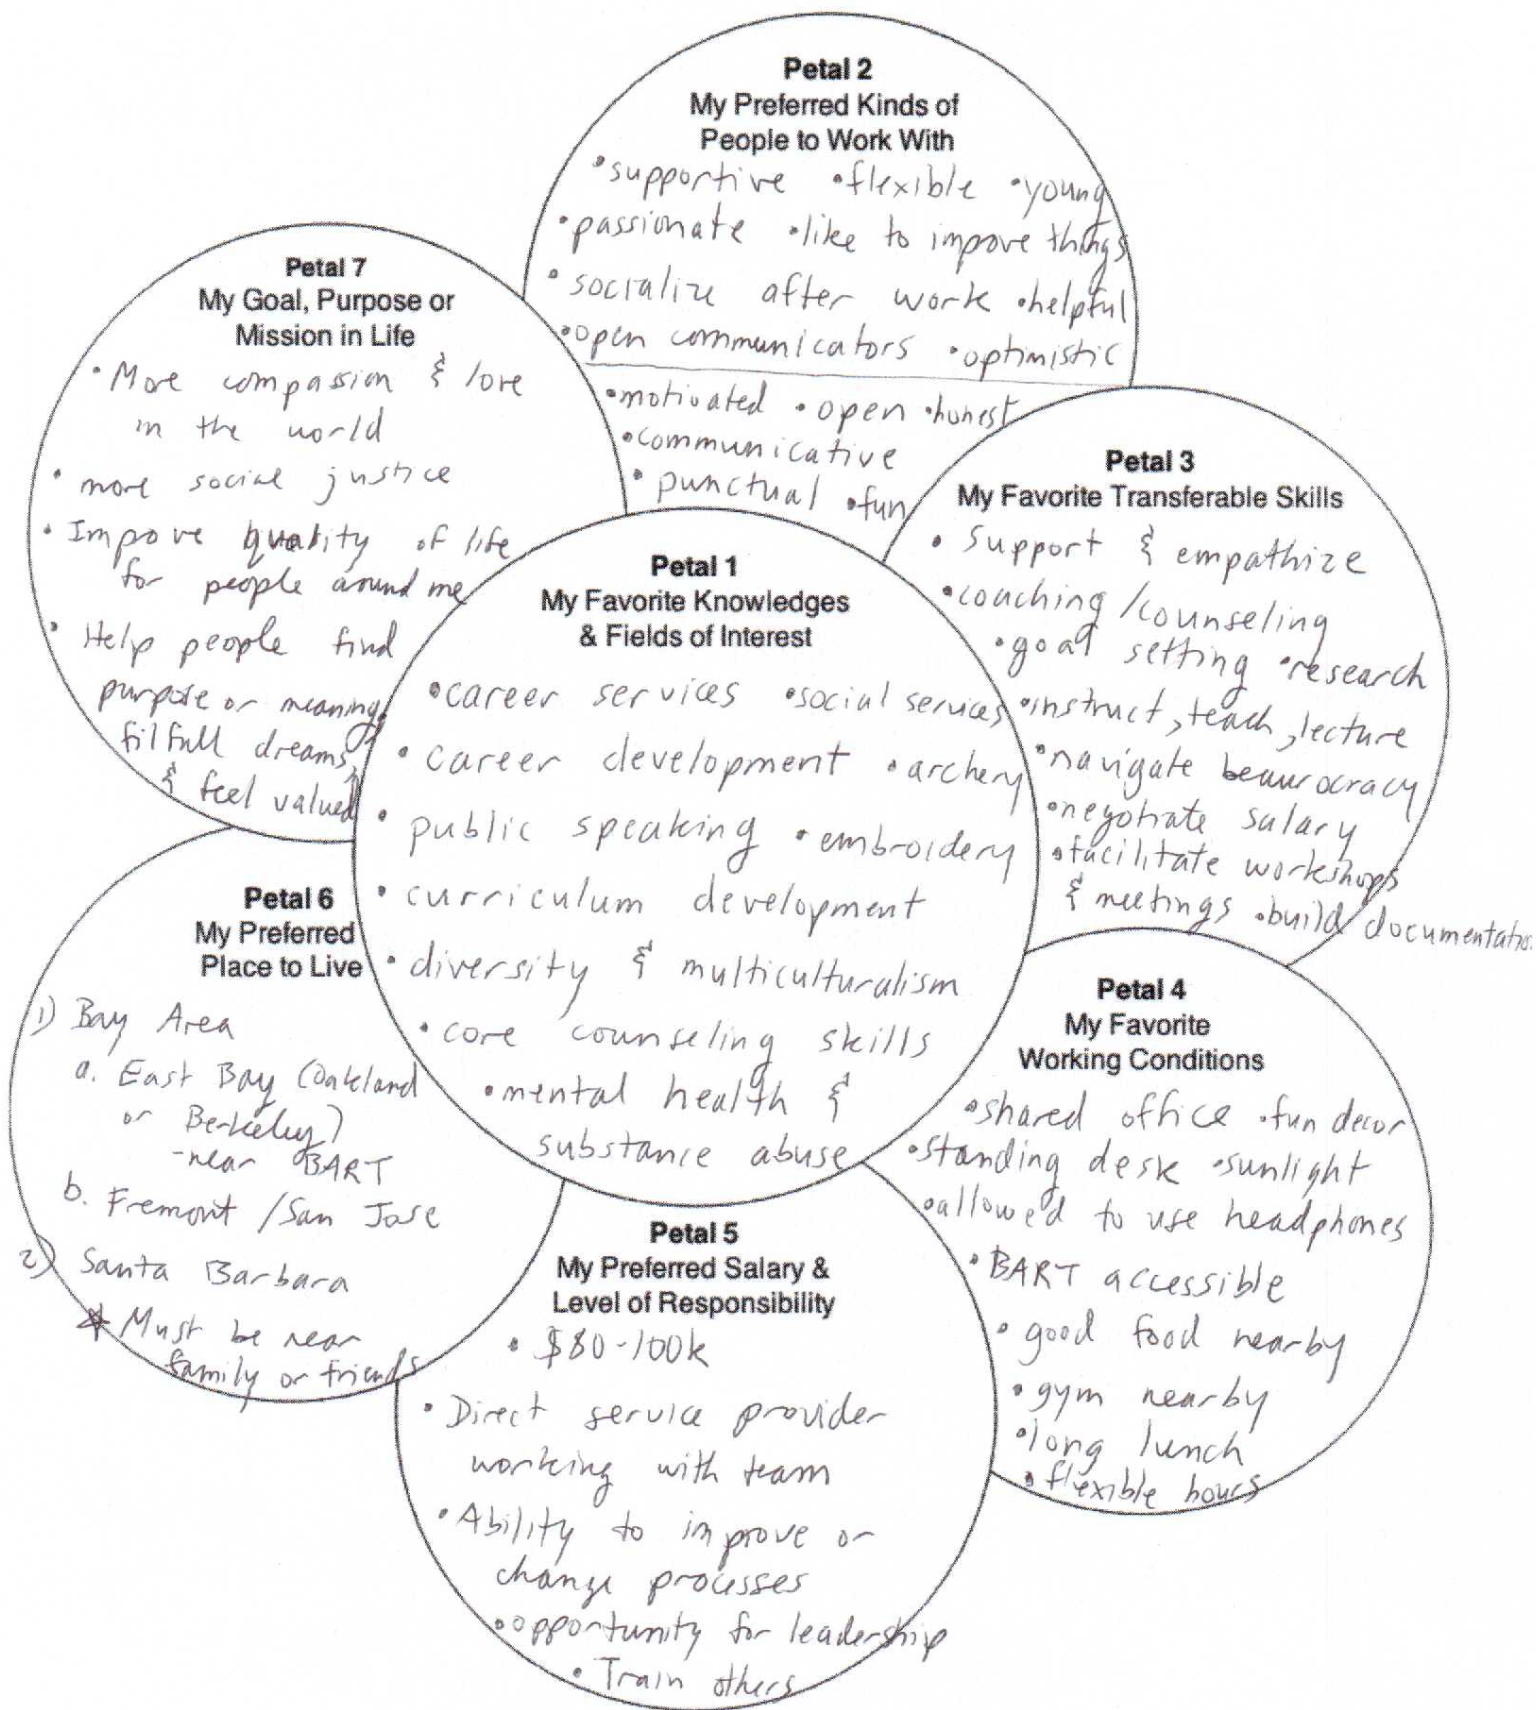 Petal 2
My Preferred Kinds of
People to Work With
•supportive •flexible •young
•passionate •like to improve things
•socialize after work •helpful
•open communicators •optimistic
•motivated •open •honest
•communicative
•punctual •fun
Petal 7
My Goal, Purpose or
Mission in Life
•More compassion & love
in the world
•more social justice
•Improve quality of life
for people around me
•Help people find
purpose or meaning,
filfull dreams,
& feel valued
Petal 3
My Favorite Transferable Skills
•Support & empathize
•coaching/counseling
•goal setting •research
•instruct, teach, lecture
•navigate beaurocracy
•negotiate salary
•facilitate workshops
& meetings •build documentation
Petal 1
My Favorite Knowledges
& Fields of Interest
•career services •social services
•career development •archery
•public speaking •embroidery
•curriculum development
•diversity & multiculturalism
•core counseling skills
•mental health &
substance abuse
Petal 6
My Preferred
Place to Live
1) Bay Area
a. East Bay (Oakland
or Berkeley)
-near BART
b. Fremont/San Jose
2) Santa Barbara
* Must be near
family or friends
Petal 4
My Favorite
Working Conditions
•shared office •fun decor
•standing desk •sunlight
•allowed to use headphones
•BART accessible
•good food nearby
•gym nearby
•long lunch
•flexible hours
Petal 5
My Preferred Salary &
Level of Responsibility
•$80-100k
•Direct service provider
working with team
•Ability to improve or
change processes
•opportunity for leadership
•Train others